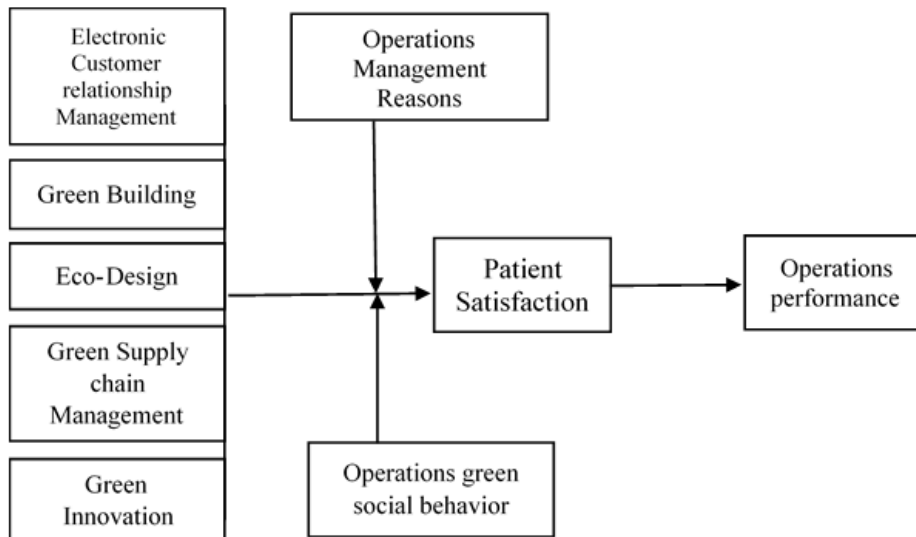 Electronic
Customer
relationship
Management
Green Building
Eco-Design
Green Supply
chain
Management
Green
Innovation
Operations
Management
Reasons
Operations green
social behavior
Patient
Satisfaction
Operations
performance